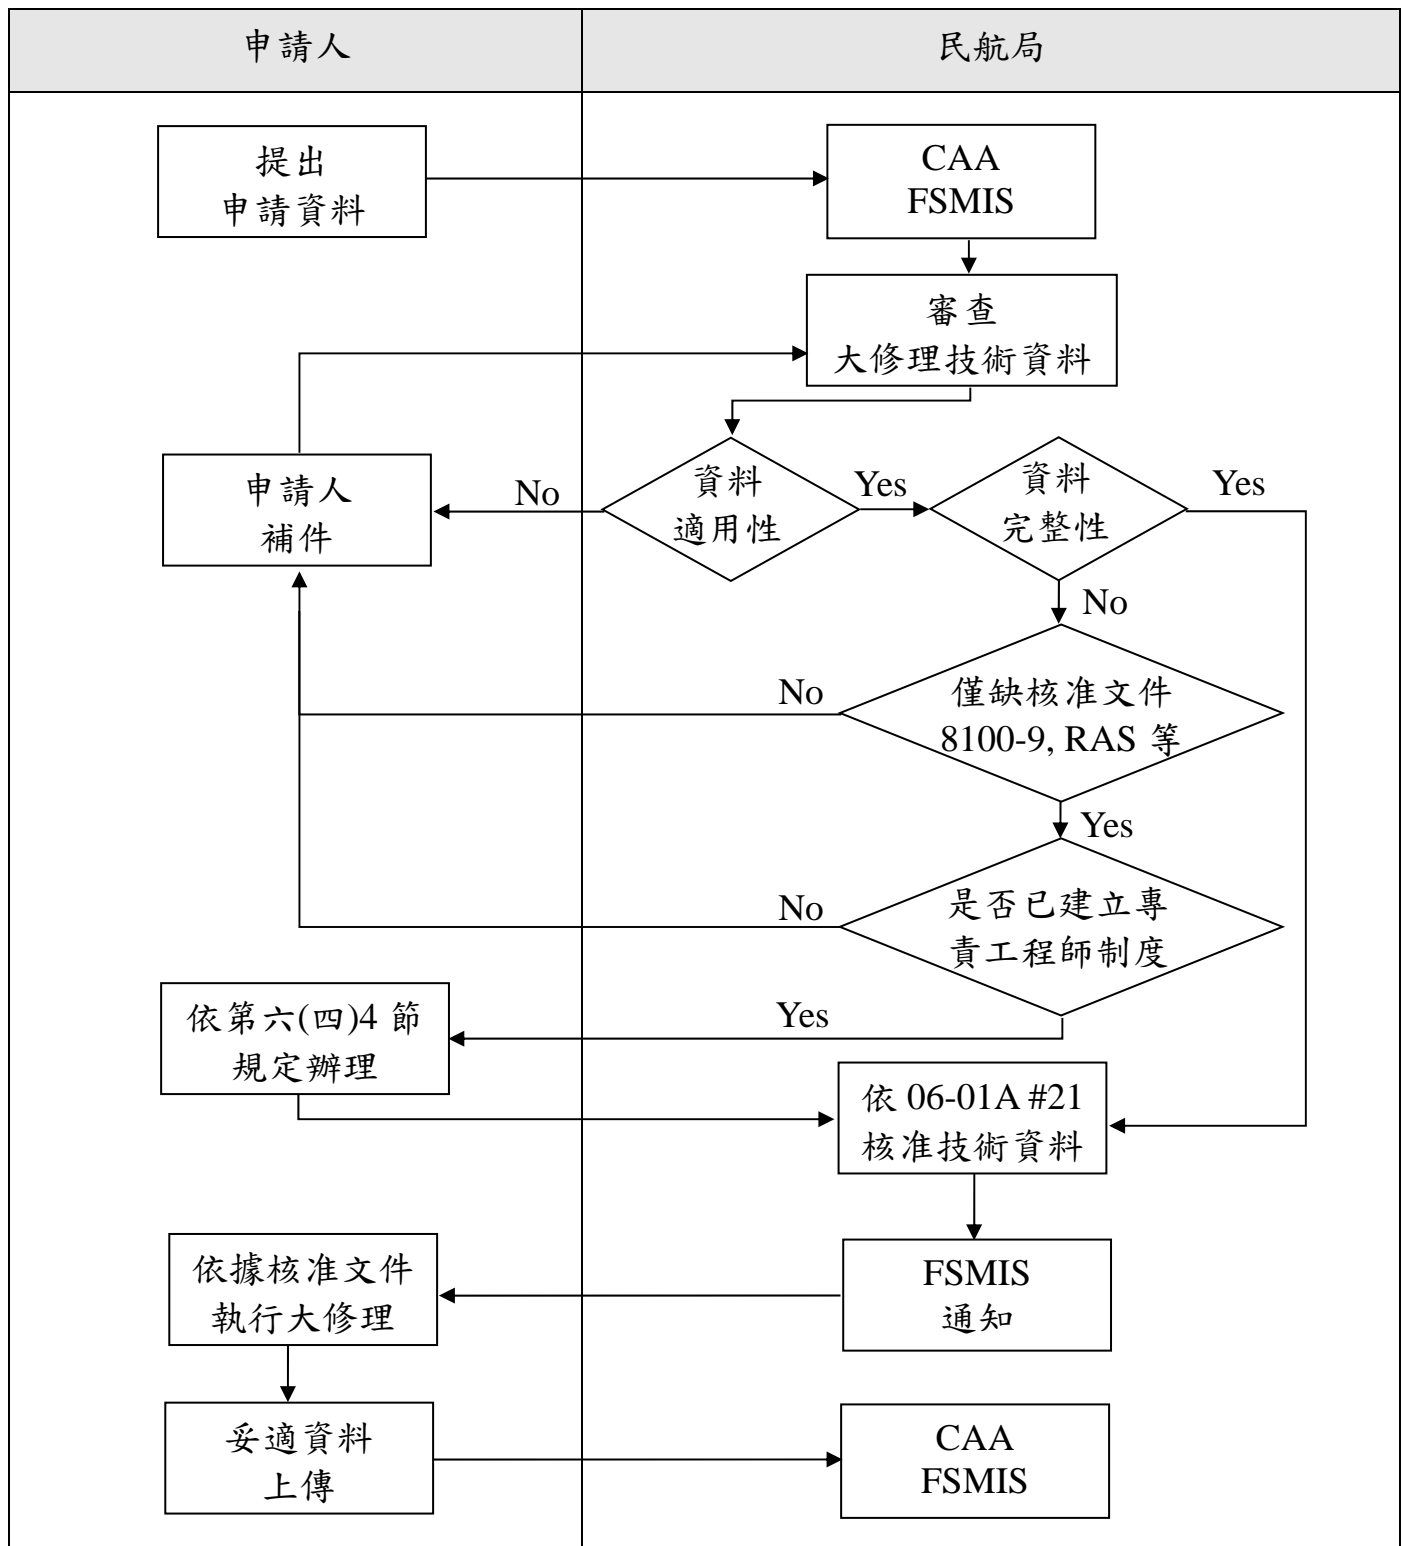 申請人
民航局
提出
申請資料
CAA
FSMIS
審查
大修理技術資料
申請人
補件
No
資料
適用性
Yes
資料
完整性
Yes
No
No
僅缺核准文件
8100-9, RAS 等
Yes
No
是否已建立專
責工程師制度
Yes
依第六(四)4 節
規定辦理
依 06-01A #21
核准技術資料
依據核准文件
執行大修理
FSMIS
通知
妥適資料
上傳
CAA
FSMIS